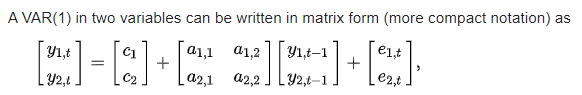 A VAR(1) in two variables can be written in matrix form (more compact notation) as
[y₁,t; y₂,t] = [c₁; c₂] + [a₁,₁ a₁,₂; a₂,₁ a₂,₂] [y₁,t−1; y₂,t−1] + [e₁,t; e₂,t],